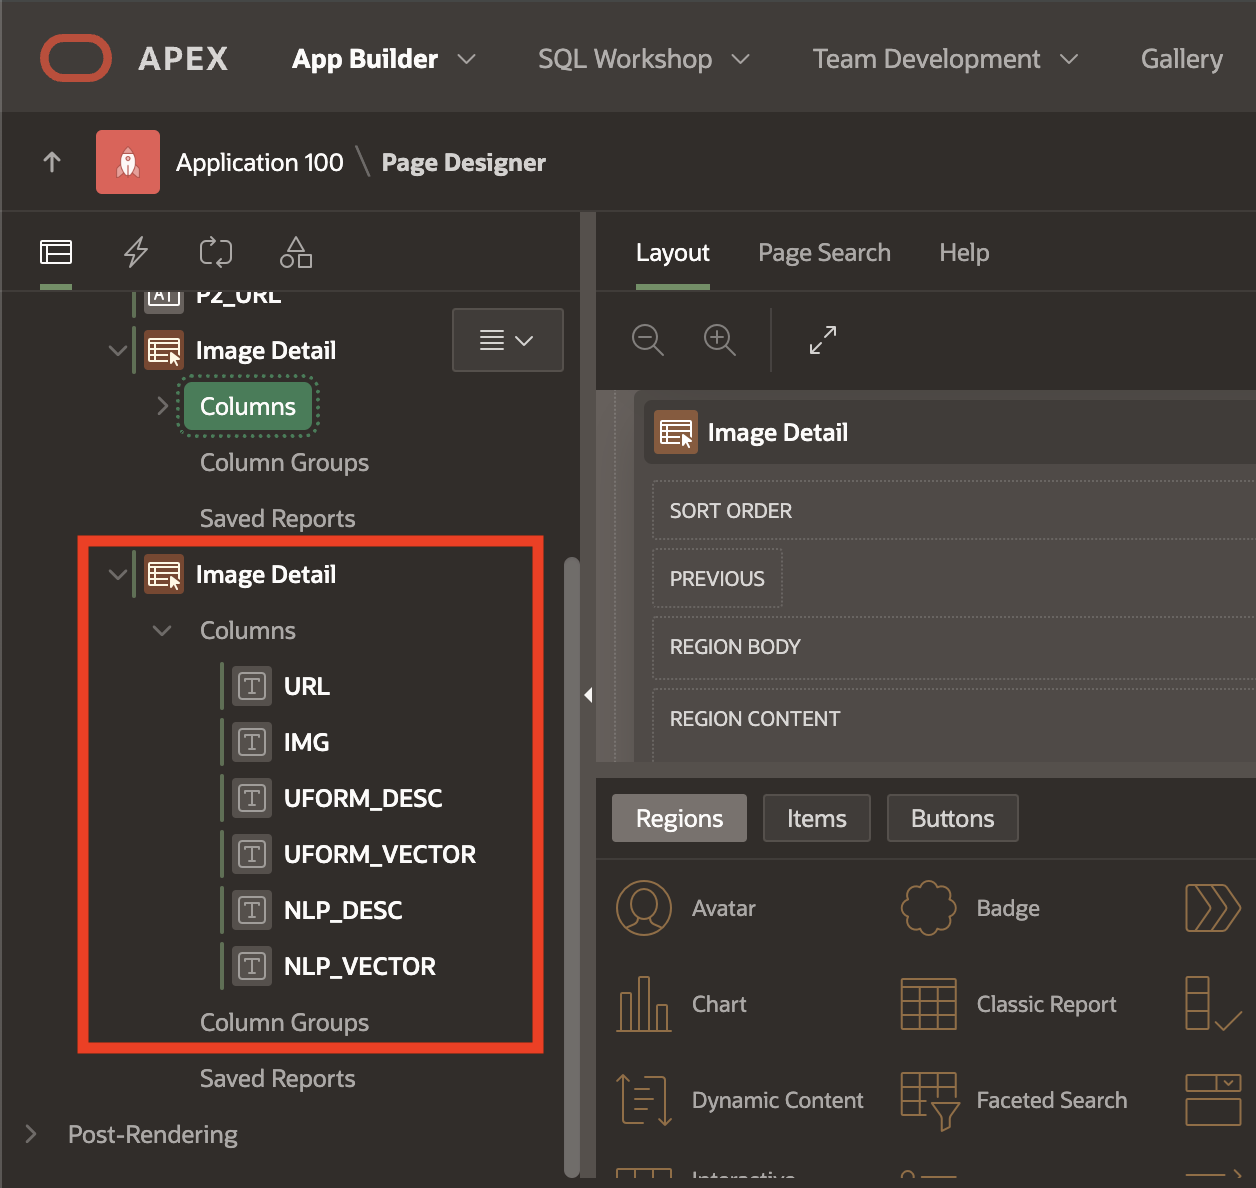 APEX App Builder SQL Workshop Team Development Gallery
Application 100 \ Page Designer
Layout Page Search Help
P2_URL
Image Detail
Columns
Column Groups
Saved Reports
Image Detail
Columns
URL
IMG
UFORM_DESC
UFORM_VECTOR
NLP_DESC
NLP_VECTOR
Column Groups
Saved Reports
Post-Rendering
Image Detail
SORT ORDER
PREVIOUS
REGION BODY
REGION CONTENT
Regions Items Buttons
Avatar Badge
Chart Classic Report
Dynamic Content Faceted Search
Interactive